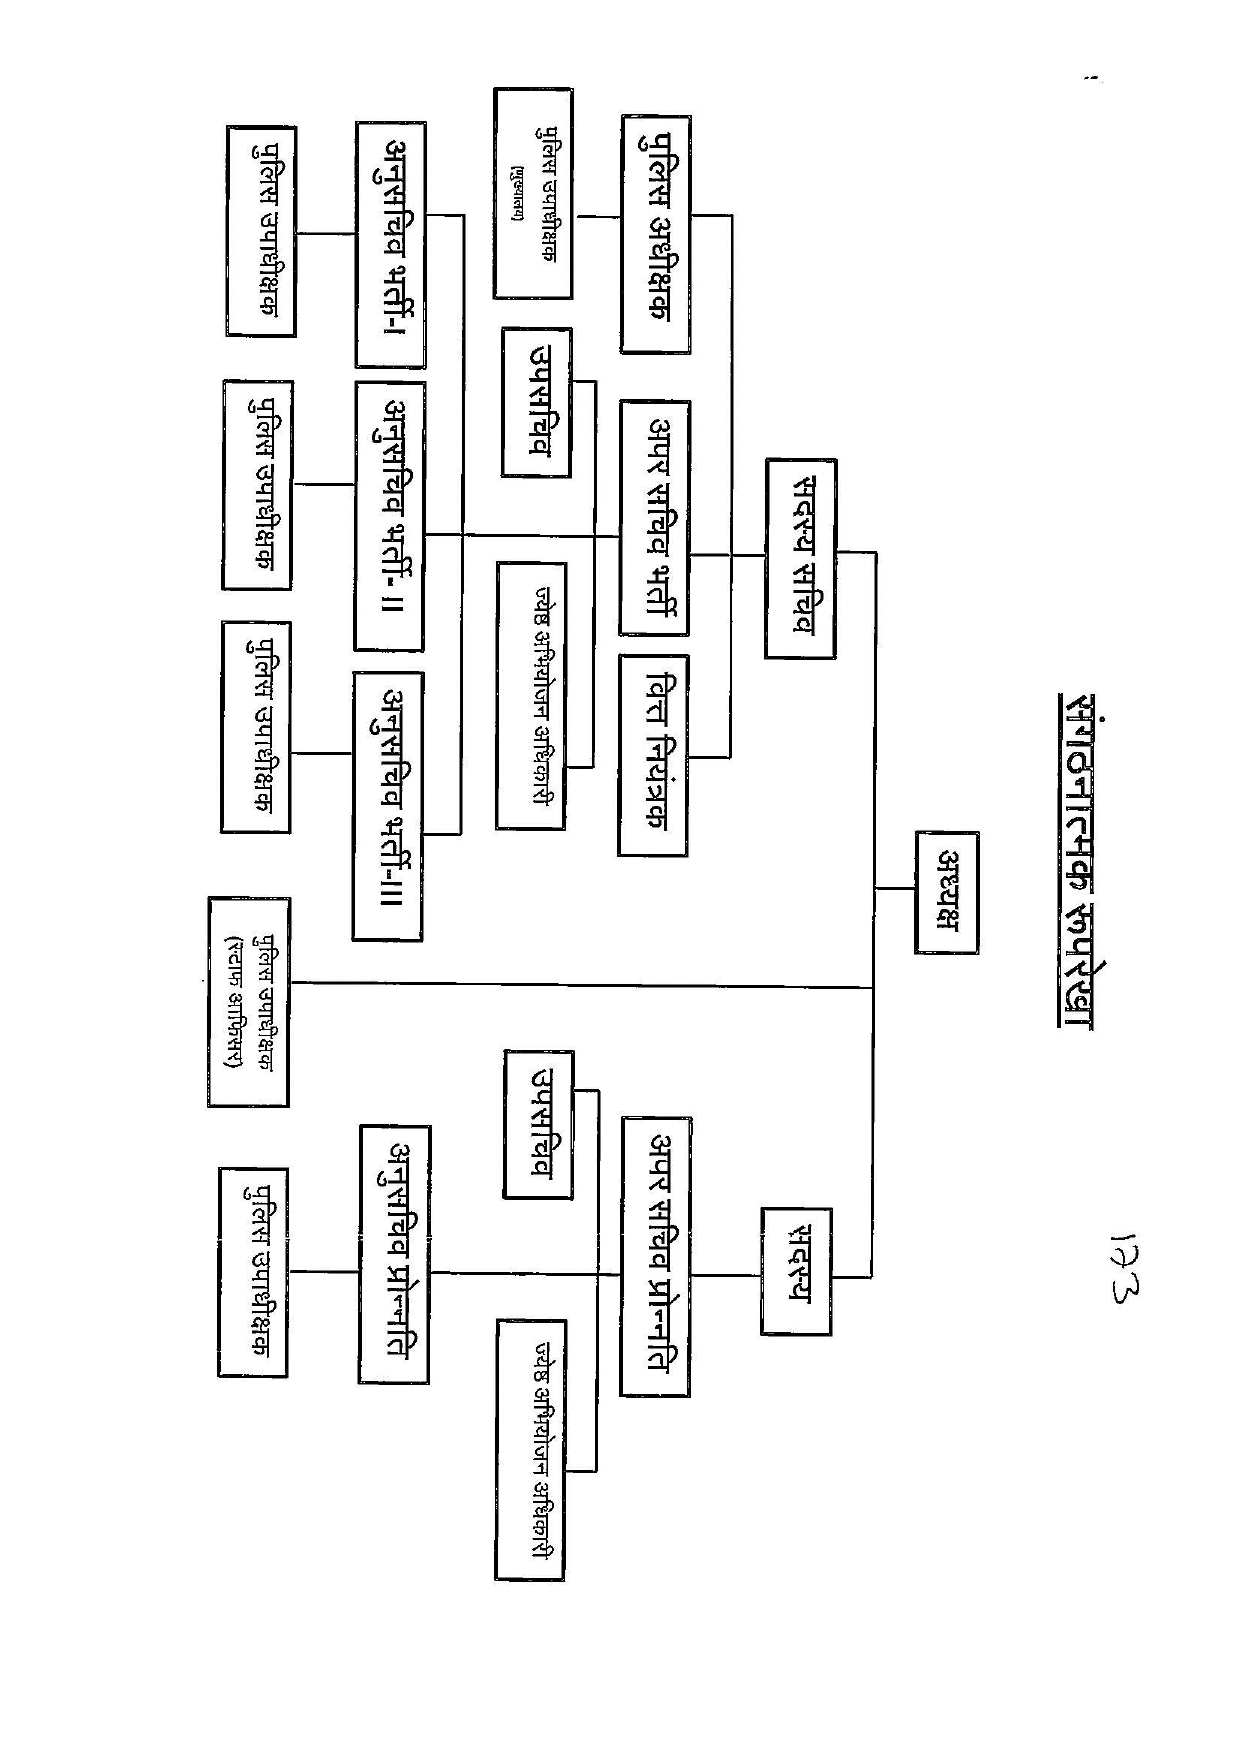 123
संगठनात्मक रूपरेखा
अध्यक्ष
सदस्य सचिव
सदस्य
पुलिस अधीक्षक
अपर सचिव भर्ती
वित्त नियंत्रक
अपर सचिव प्रोन्नति
पुलिस उपाधीक्षक
(मुख्यालय)
उपसचिव
ज्येष्ठ अभियोजन अधिकारी
उपसचिव
ज्येष्ठ अभियोजन अधिकारी
अनुसचिव भर्ती-I
अनुसचिव भर्ती- II
अनुसचिव भर्ती-III
अनुसचिव प्रोन्नति
पुलिस उपाधीक्षक
पुलिस उपाधीक्षक
पुलिस उपाधीक्षक
पुलिस उपाधीक्षक
(स्टाफ आफिसर)
पुलिस उपाधीक्षक